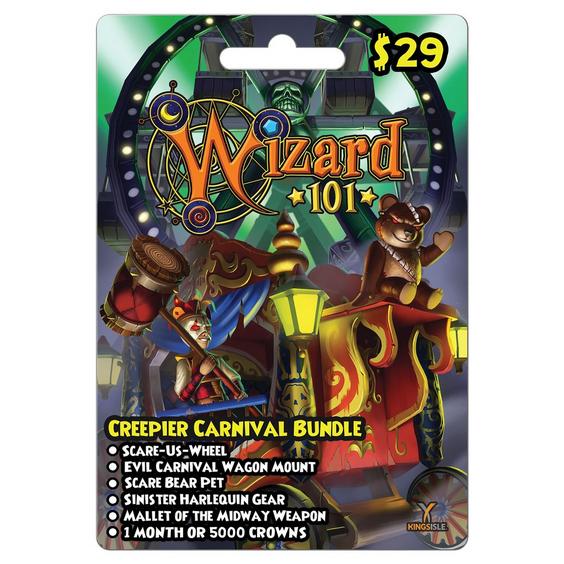 $29
Wizard
101
Creepier Carnival Bundle
Scare-Us-Wheel
Evil Carnival Wagon Mount
Scare Bear Pet
Sinister Harlequin Gear
Mallet of the Midway Weapon
1 Month or 5000 Crowns
KINGSISLE